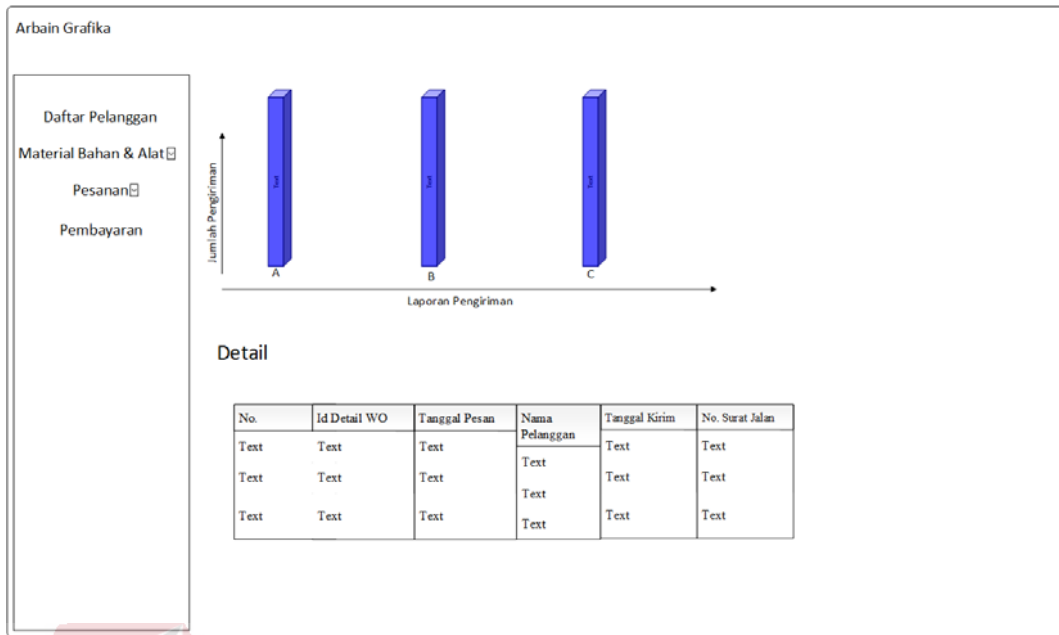 Arbain Grafika
Daftar Pelanggan
Material Bahan & Alat
Pesanan
Pembayaran
Jumlah Pengiriman
Text
Text
Text
A
B
C
Laporan Pengiriman
Detail
No. Id Detail WO Tanggal Pesan Nama Pelanggan Tanggal Kirim No. Surat Jalan
Text Text Text Text Text Text
Text Text Text Text Text Text
Text Text Text Text Text Text